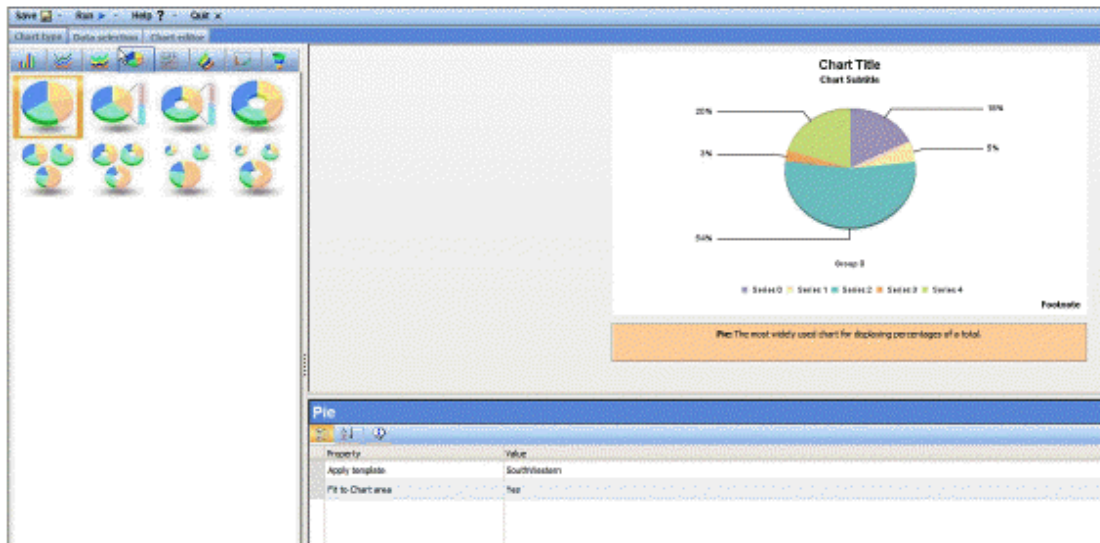 Save Run Help ? Quit x
Chart type Data selection Chart editor
Chart Title
Chart Subtitle
20%
18%
3%
5%
54%
Group 0
Series 0 Series 1 Series 2 Series 3 Series 4
Footnote
Pie: The most widely used chart for displaying percentages of a total.
Pie
Property Value
Apply template SouthWestern
Fit to Chart area Yes